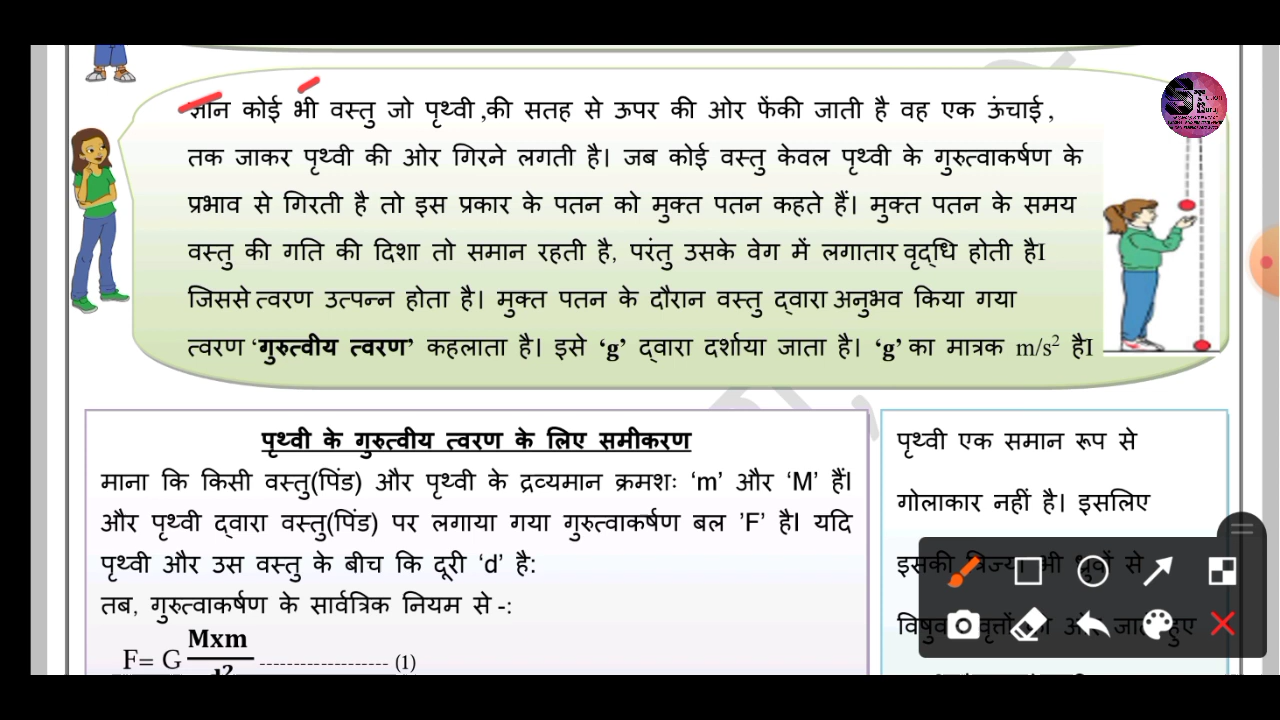 ज्ञान कोई भी वस्तु जो पृथ्वी ,की सतह से ऊपर की ओर फेंकी जाती है वह एक ऊंचाई ,
तक जाकर पृथ्वी की ओर गिरने लगती है। जब कोई वस्तु केवल पृथ्वी के गुरुत्वाकर्षण के
प्रभाव से गिरती है तो इस प्रकार के पतन को मुक्त पतन कहते हैं। मुक्त पतन के समय
वस्तु की गति की दिशा तो समान रहती है, परंतु उसके वेग में लगातार वृद्धि होती हैI
जिससे त्वरण उत्पन्न होता है। मुक्त पतन के दौरान वस्तु द्वारा अनुभव किया गया
त्वरण ‘गुरुत्वीय त्वरण’ कहलाता है। इसे ‘g’ द्वारा दर्शाया जाता है। ‘g’ का मात्रक m/s² हैI
पृथ्वी के गुरुत्वीय त्वरण के लिए समीकरण
माना कि किसी वस्तु(पिंड) और पृथ्वी के द्रव्यमान क्रमशः ‘m’ और ‘M’ हैं।
और पृथ्वी द्वारा वस्तु(पिंड) पर लगाया गया गुरुत्वाकर्षण बल ’F’ है। यदि
पृथ्वी और उस वस्तु के बीच कि दूरी ‘d’ है:
तब, गुरुत्वाकर्षण के सार्वत्रिक नियम से -:
F= G Mxm ------------------- (1)
d²
पृथ्वी एक समान रूप से
गोलाकार नहीं है। इसलिए
इसकी त्रिज्या भी ध्रुवों से